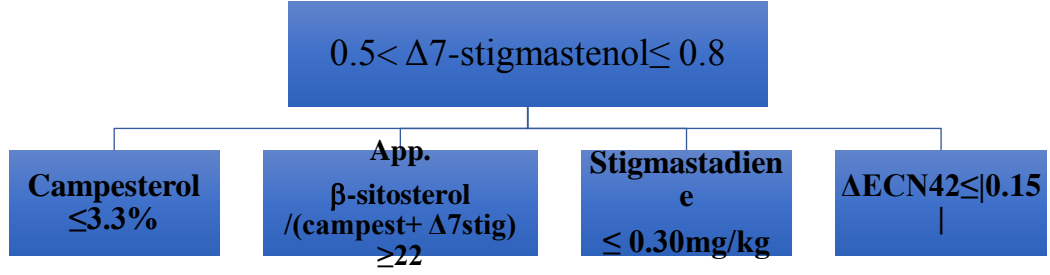 0.5< Δ7-stigmastenol≤ 0.8
Campesterol
≤3.3%
App.
β-sitosterol
/(campest+ Δ7stig)
≥22
Stigmastadien
e
≤ 0.30mg/kg
ΔECN42≤|0.15
|